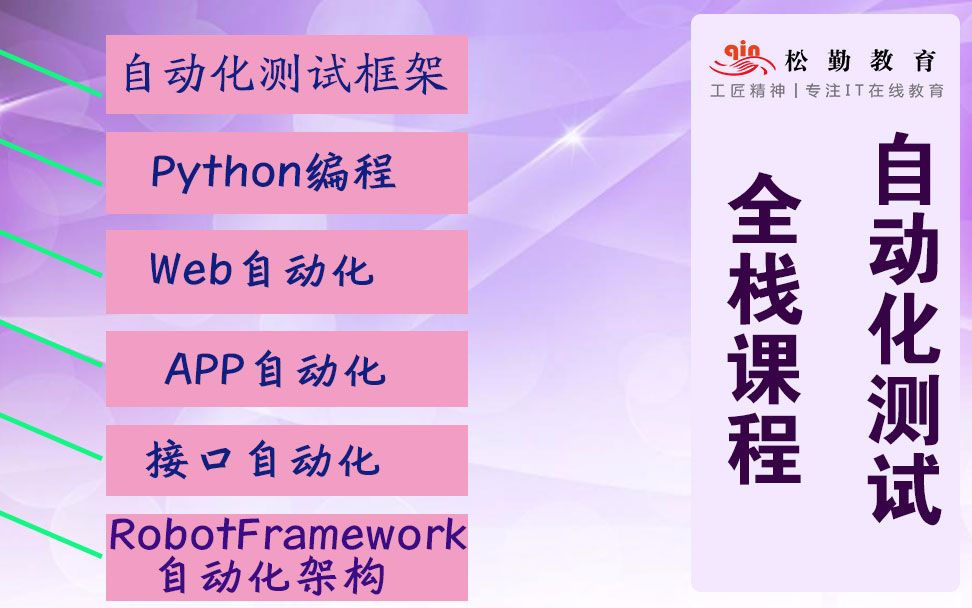 自动化测试框架
Python编程
Web自动化
APP自动化
接口自动化
RobotFramework
自动化架构
qin
松勤教育
工匠精神|专注IT在线教育
自动化测试
全栈课程